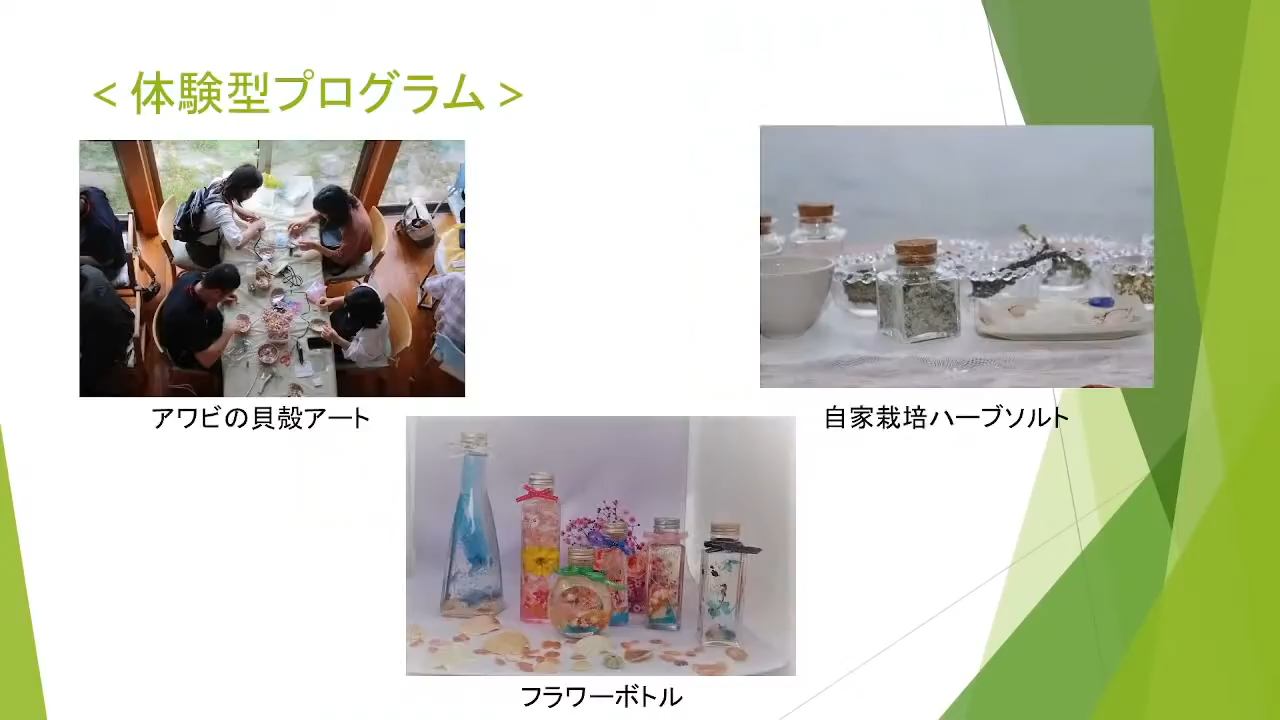 ＜体験型プログラム＞
アワビの貝殻アート
自家栽培ハーブソルト
フラワーボトル